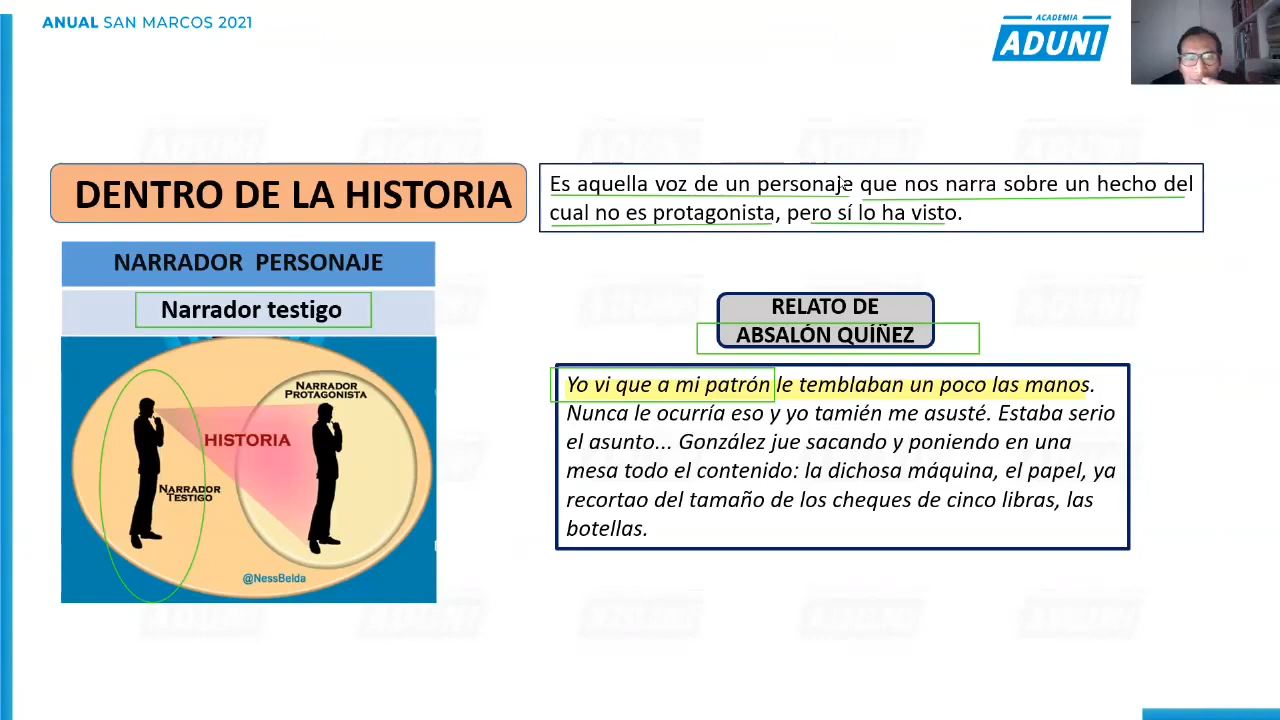 ANUAL SAN MARCOS 2021
ACADEMIA
ADUNI
DENTRO DE LA HISTORIA
Es aquella voz de un personaje que nos narra sobre un hecho del
cual no es protagonista, pero sí lo ha visto.
NARRADOR PERSONAJE
Narrador testigo
NARRADOR
PROTAGONISTA
HISTORIA
NARRADOR
TESTIGO
@NessBelda
RELATO DE
ABSALÓN QUÍÑEZ
Yo vi que a mi patrón le temblaban un poco las manos.
Nunca le ocurría eso y yo tamién me asusté. Estaba serio
el asunto... González jue sacando y poniendo en una
mesa todo el contenido: la dichosa máquina, el papel, ya
recortao del tamaño de los cheques de cinco libras, las
botellas.